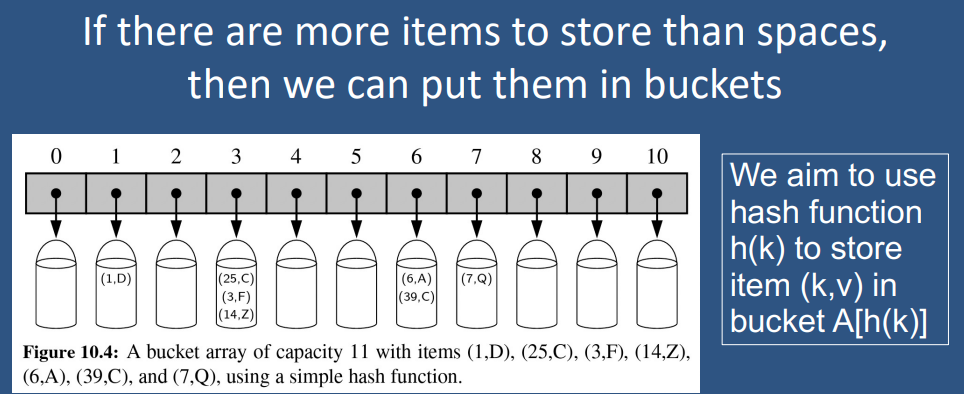 If there are more items to store than spaces,
then we can put them in buckets
0 1 2 3 4 5 6 7 8 9 10
(1,D) (25,C) (6,A) (7,Q)
(3,F) (39,C)
(14,Z)
Figure 10.4: A bucket array of capacity 11 with items (1,D), (25,C), (3,F), (14,Z),
(6,A), (39,C), and (7,Q), using a simple hash function.
We aim to use
hash function
h(k) to store
item (k,v) in
bucket A[h(k)]